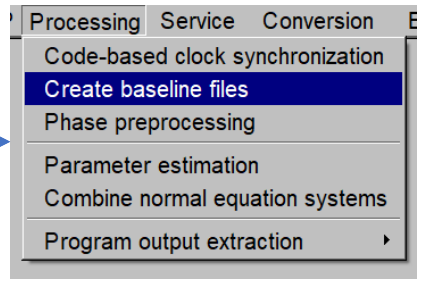 Processing Service Conversion
Code-based clock synchronization
Create baseline files
Phase preprocessing
Parameter estimation
Combine normal equation systems
Program output extraction